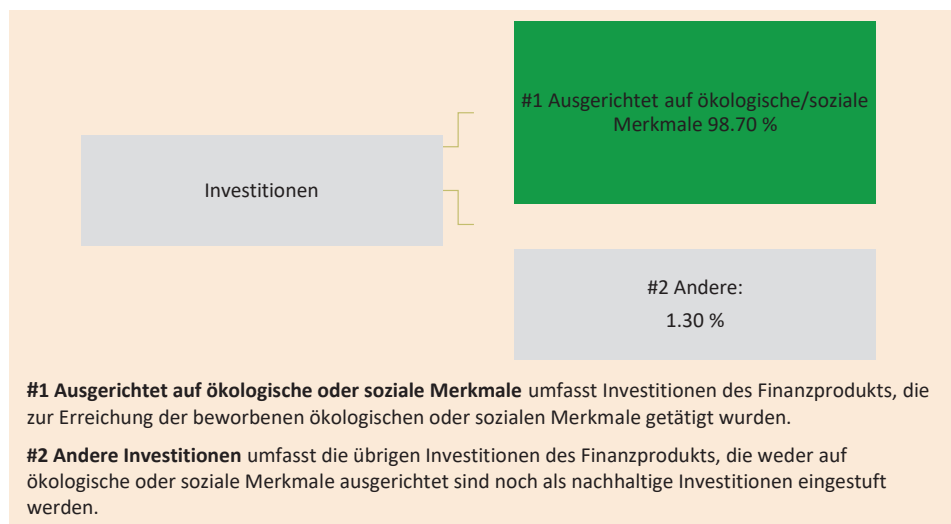 #1 Ausgerichtet auf ökologische/soziale
Merkmale 98.70 %
Investitionen
#2 Andere:
1.30 %
#1 Ausgerichtet auf ökologische oder soziale Merkmale umfasst Investitionen des Finanzprodukts, die
zur Erreichung der beworbenen ökologischen oder sozialen Merkmale getätigt wurden.
#2 Andere Investitionen umfasst die übrigen Investitionen des Finanzprodukts, die weder auf
ökologische oder soziale Merkmale ausgerichtet sind noch als nachhaltige Investitionen eingestuft
werden.